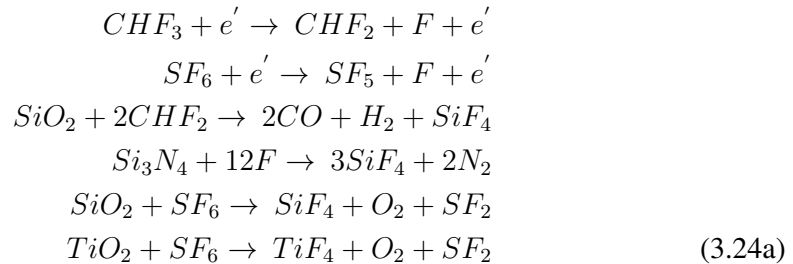 CHF₃ + e′ → CHF₂ + F + e′
SF₆ + e′ → SF₅ + F + e′
SiO₂ + 2CHF₂ → 2CO + H₂ + SiF₄
Si₃N₄ + 12F → 3SiF₄ + 2N₂
SiO₂ + SF₆ → SiF₄ + O₂ + SF₂
TiO₂ + SF₆ → TiF₄ + O₂ + SF₂ (3.24a)